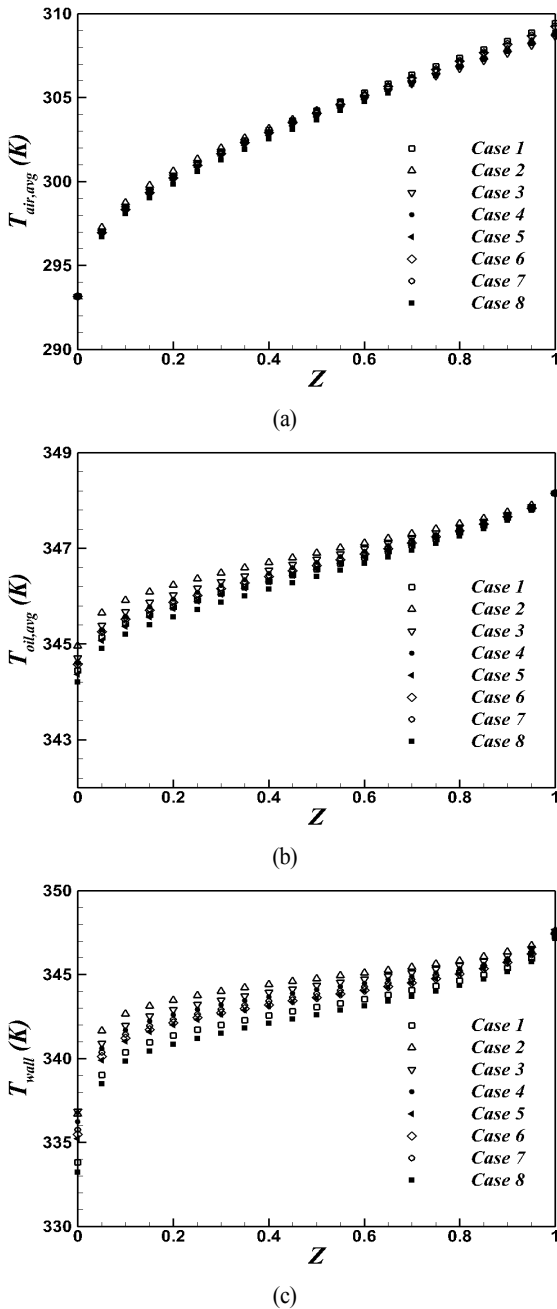 310
305
300
295
290
T_air,avg (K)
Case 1
Case 2
Case 3
Case 4
Case 5
Case 6
Case 7
Case 8
0 0.2 0.4 0.6 0.8 1
Z
(a)
349
347
345
343
T_oil,avg (K)
Case 1
Case 2
Case 3
Case 4
Case 5
Case 6
Case 7
Case 8
0 0.2 0.4 0.6 0.8 1
Z
(b)
350
345
340
335
330
T_wall (K)
Case 1
Case 2
Case 3
Case 4
Case 5
Case 6
Case 7
Case 8
0 0.2 0.4 0.6 0.8 1
Z
(c)